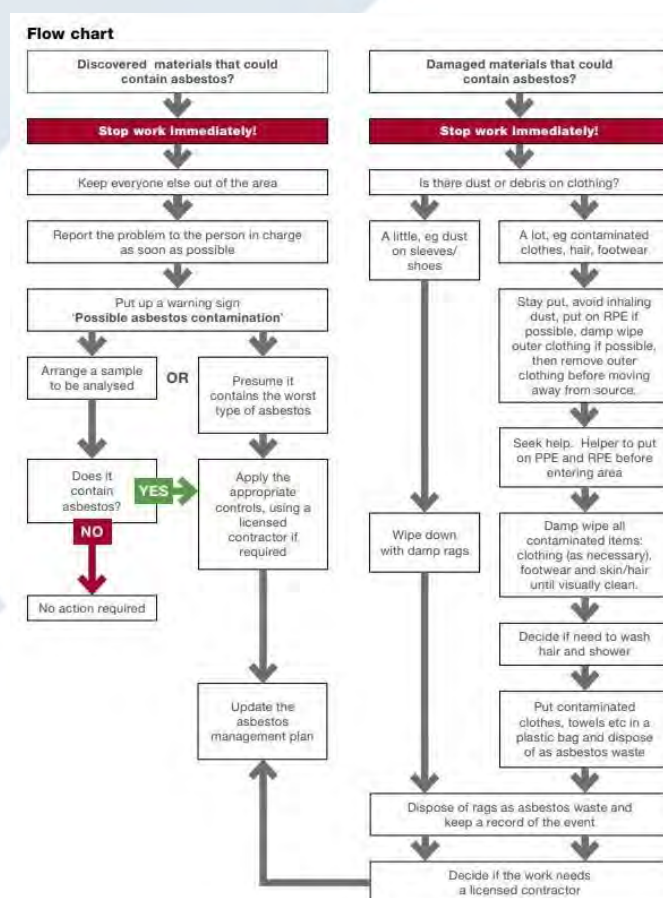 Flow chart
Discovered materials that could
contain asbestos?
Stop work immediately!
Keep everyone else out of the area
Report the problem to the person in charge
as soon as possible
Put up a warning sign
'Possible asbestos contamination'
Arrange a sample
to be analysed
OR
Presume it
contains the worst
type of asbestos
Does it
contain
asbestos?
YES
NO
No action required
Apply the
appropriate
controls, using a
licensed
contractor if
required
Update the
asbestos
management plan
Damaged materials that could
contain asbestos?
Stop work immediately!
Is there dust or debris on clothing?
A little, eg dust
on sleeves/
shoes
Wipe down
with damp rags
A lot, eg contaminated
clothes, hair, footwear
Stay put, avoid inhaling
dust, put on RPE if
possible, damp wipe
outer clothing if possible,
then remove outer
clothing before moving
away from source.
Seek help. Helper to put
on PPE and RPE before
entering area
Damp wipe all
contaminated items:
clothing (as necessary),
footwear and skin/hair
until visually clean.
Decide if need to wash
hair and shower
Put contaminated
clothes, towels etc in a
plastic bag and dispose
of as asbestos waste
Dispose of rags as asbestos waste and
keep a record of the event
Decide if the work needs
a licensed contractor